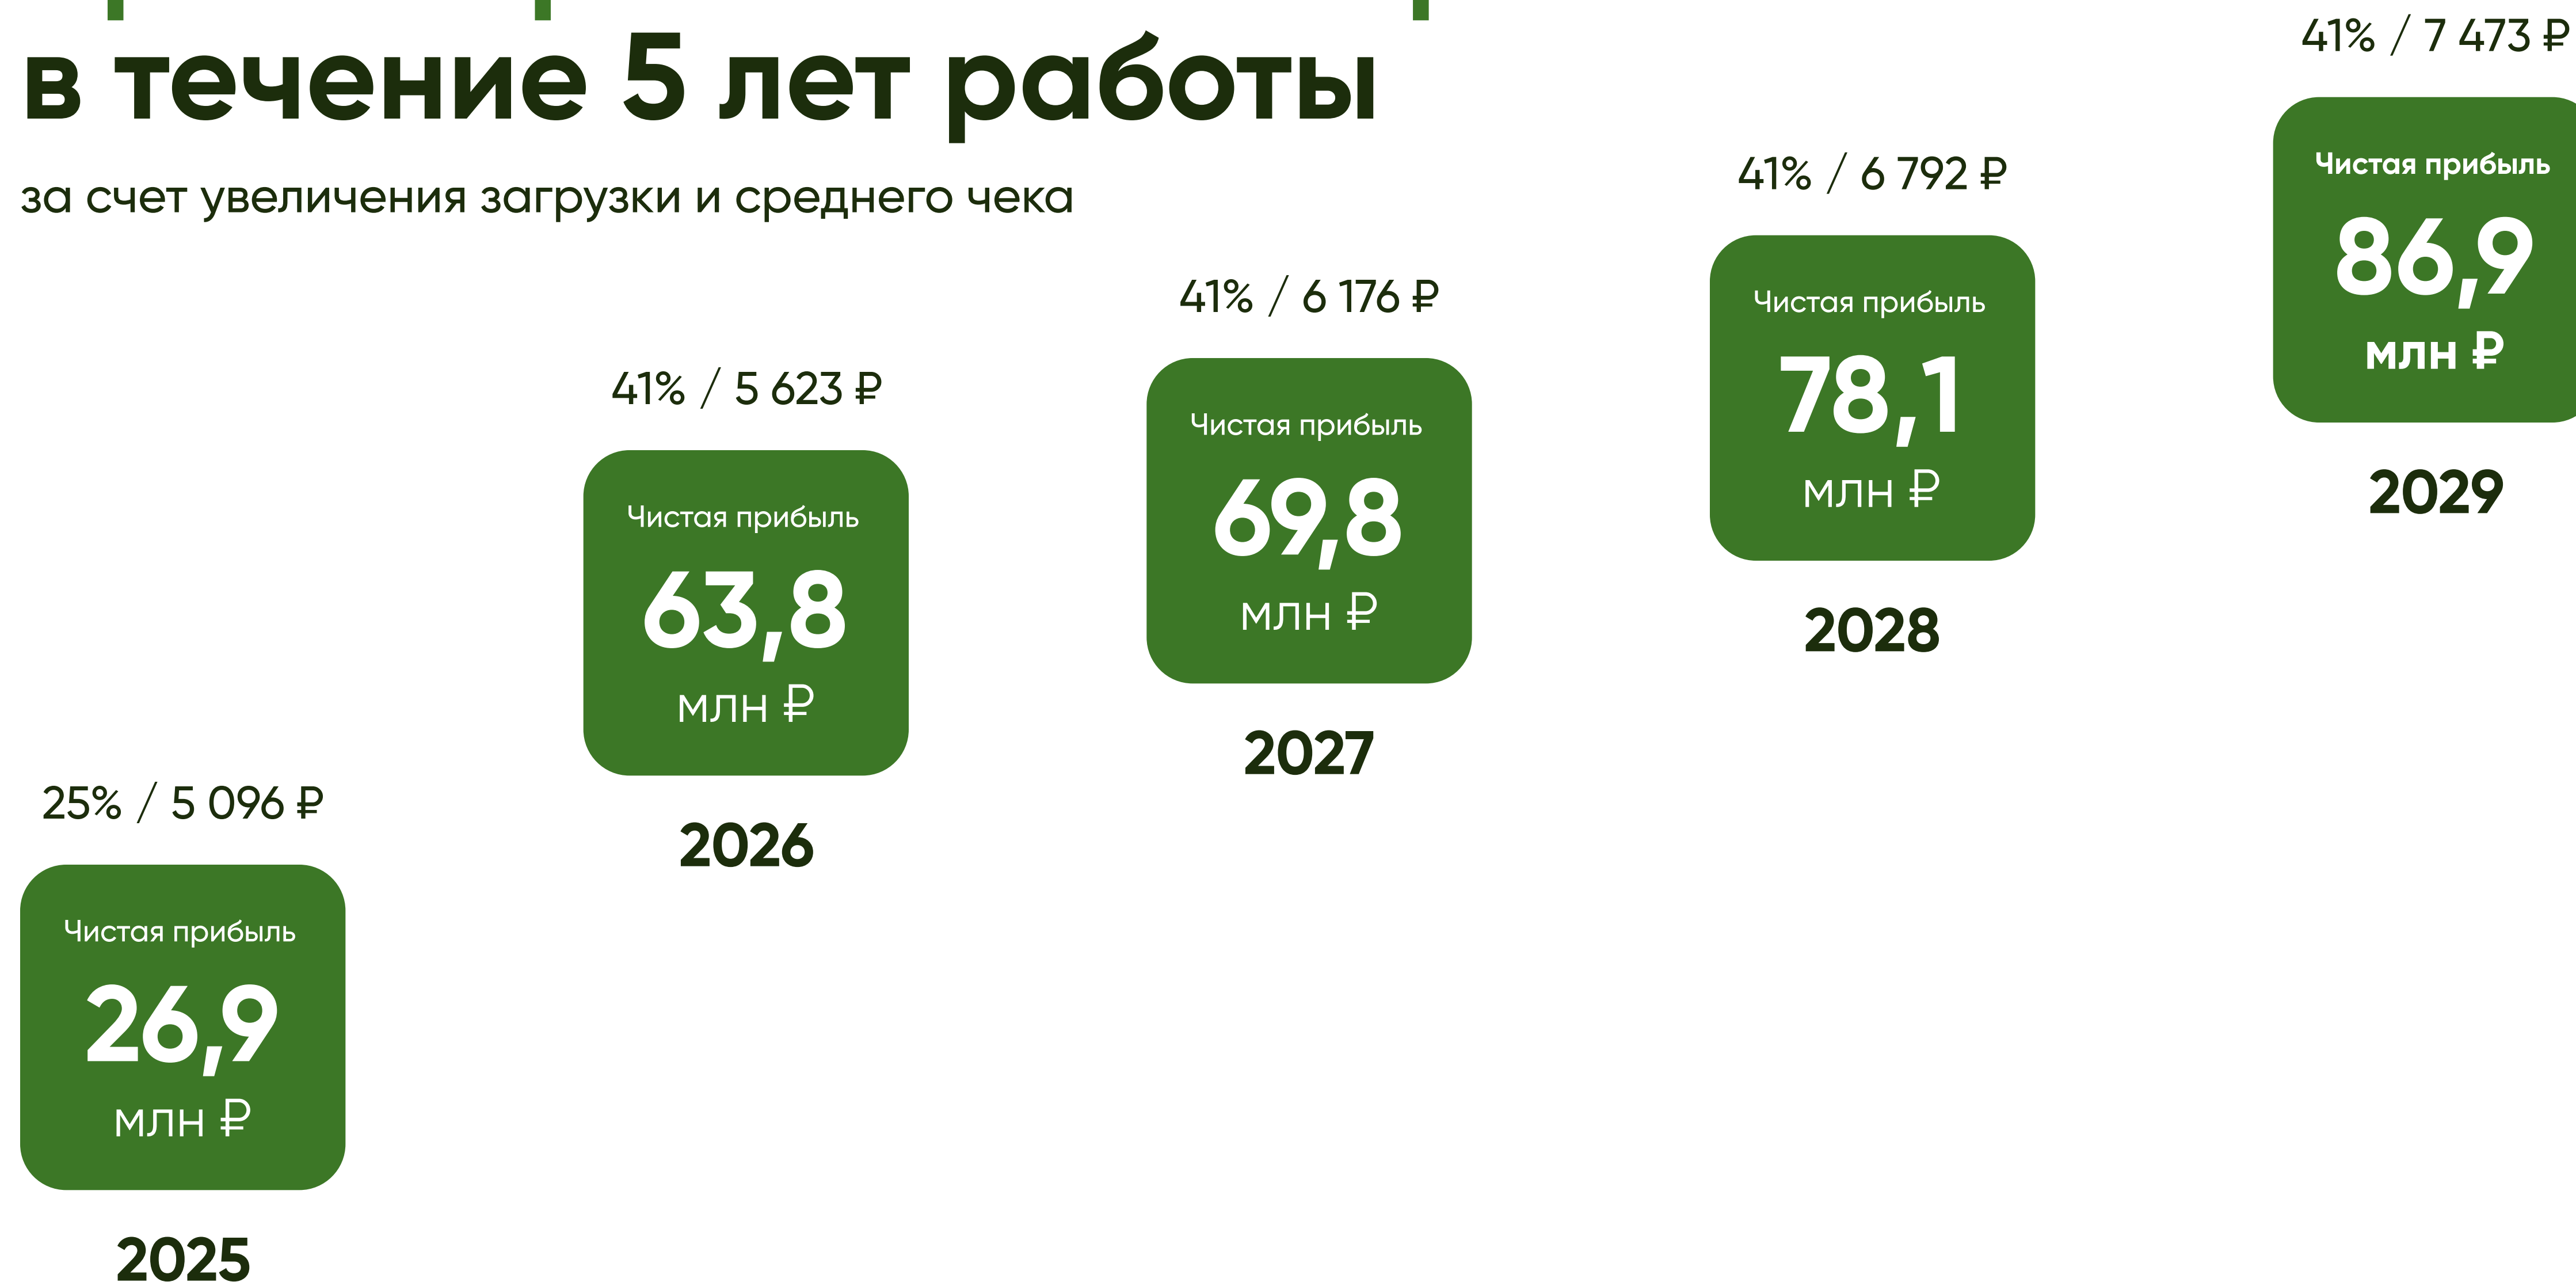 в течение 5 лет работы
за счет увеличения загрузки и среднего чека
25% / 5 096 ₽
Чистая прибыль
26,9
млн ₽
2025
41% / 5 623 ₽
Чистая прибыль
63,8
млн ₽
2026
41% / 6 176 ₽
Чистая прибыль
69,8
млн ₽
2027
41% / 6 792 ₽
Чистая прибыль
78,1
млн ₽
2028
41% / 7 473 ₽
Чистая прибыль
86,9
млн ₽
2029